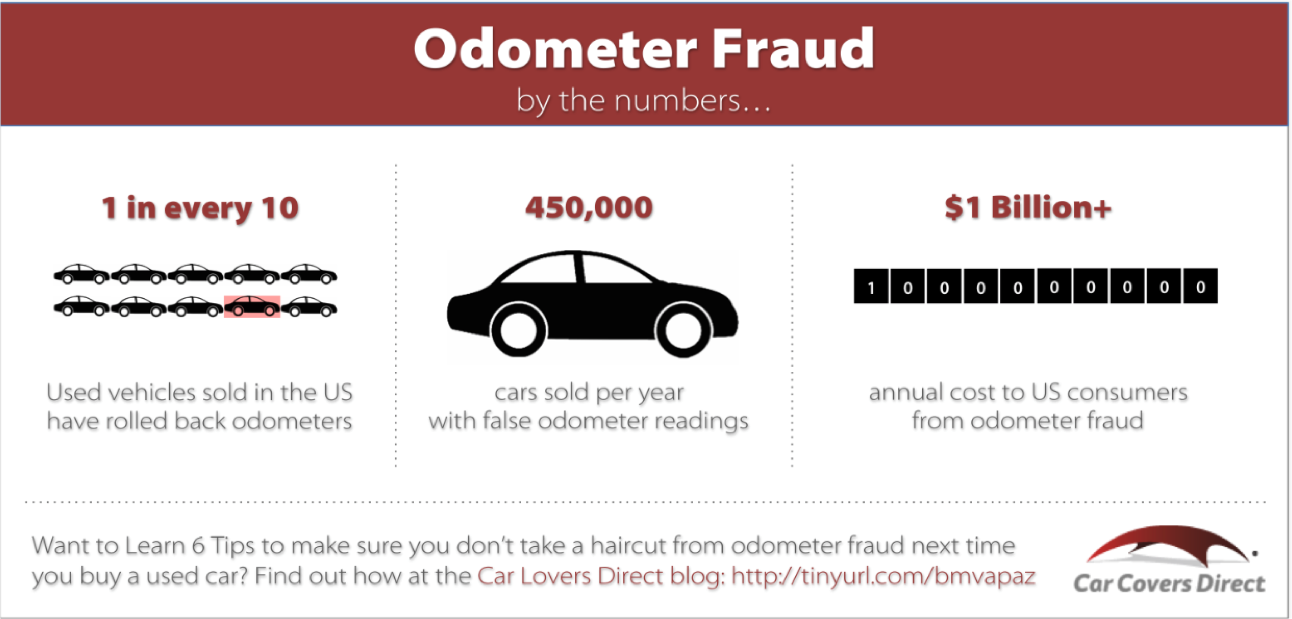 Odometer Fraud
by the numbers...
1 in every 10
Used vehicles sold in the US
have rolled back odometers
450,000
cars sold per year
with false odometer readings
$1 Billion+
1 0 0 0 0 0 0 0 0 0
annual cost to US consumers
from odometer fraud
Want to Learn 6 Tips to make sure you don't take a haircut from odometer fraud next time
you buy a used car? Find out how at the Car Lovers Direct blog: http://tinyurl.com/bmvapaz
Car Covers Direct